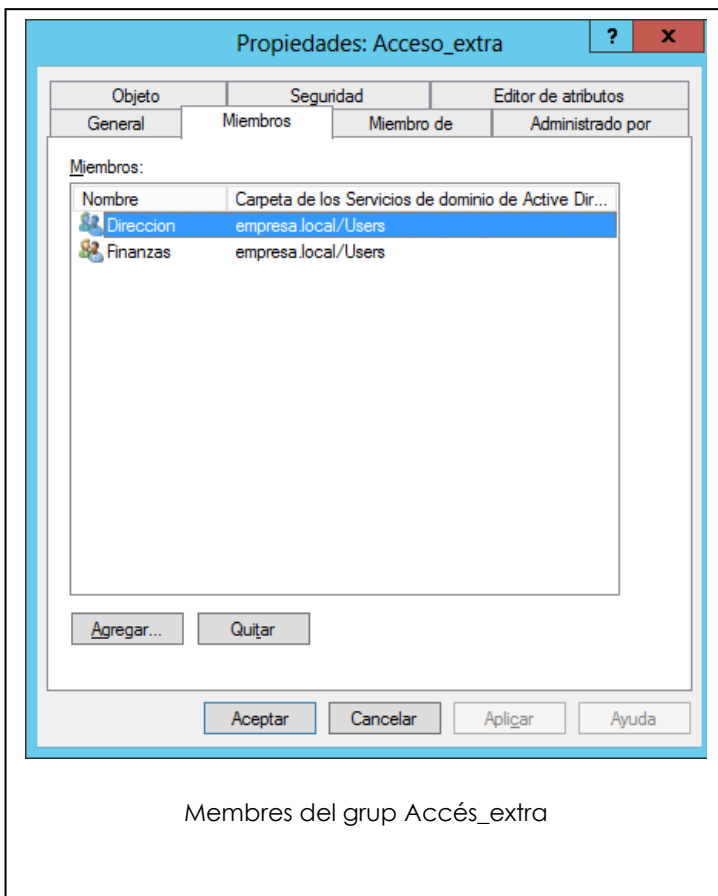 Propiedades: Acceso_extra
? x
Objeto Seguridad Editor de atributos
General Miembros Miembro de Administrado por
Miembros:
Nombre Carpeta de los Servicios de dominio de Active Dir...
Direccion empresa.local/Users
Finanzas empresa.local/Users
Agregar... Quitar
Aceptar Cancelar Aplicar Ayuda
Membres del grup Accés_extra